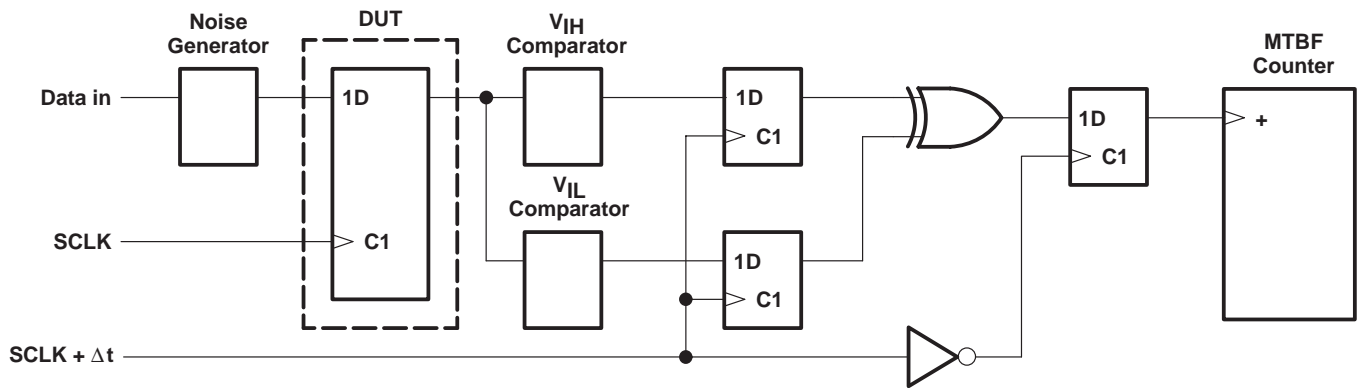 Noise
Generator
DUT
VIH
Comparator
MTBF
Counter
Data in
1D
1D
1D
+
C1
C1
VIL
Comparator
SCLK
C1
1D
C1
SCLK + Δt